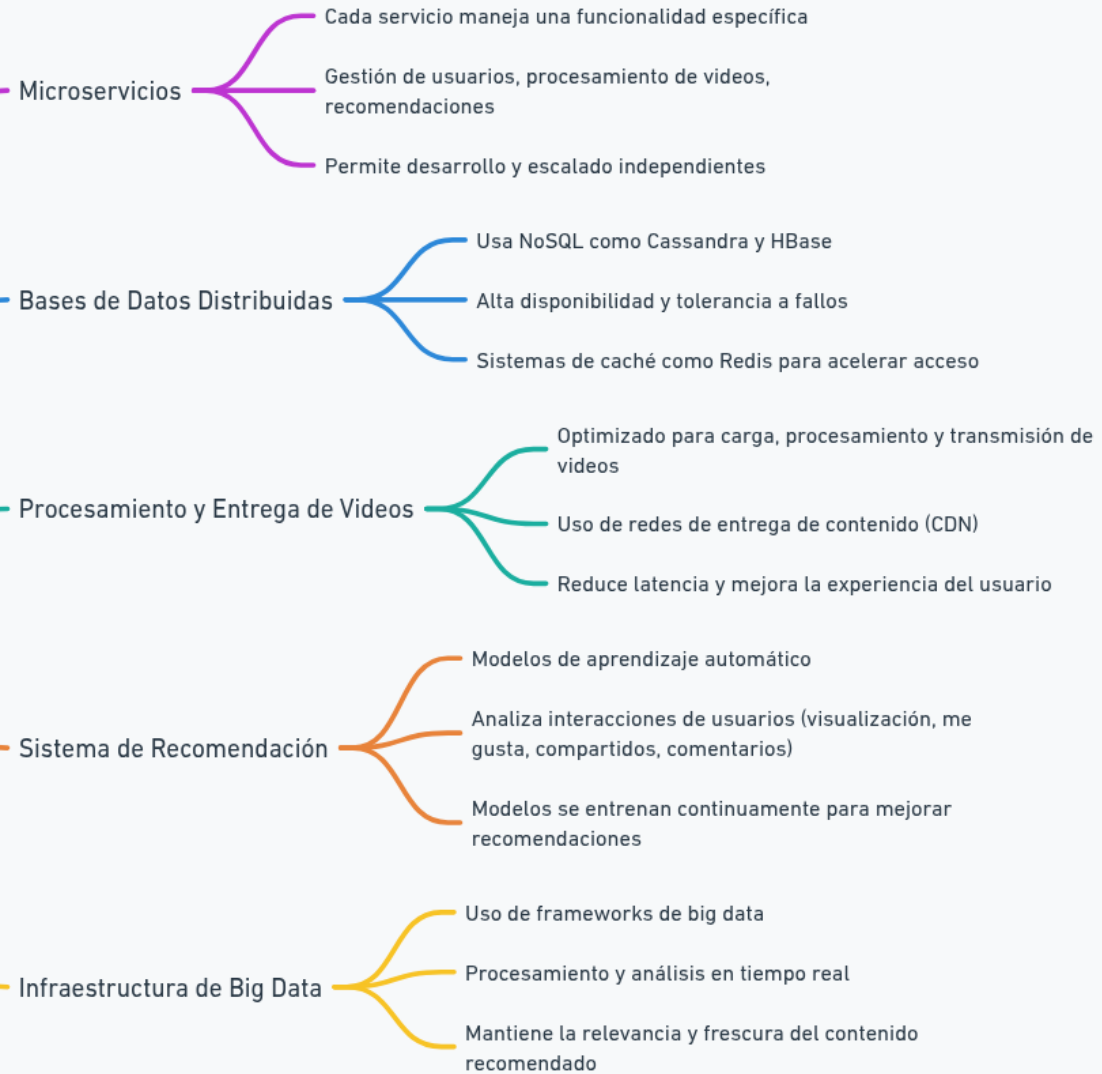 Microservicios
Cada servicio maneja una funcionalidad específica
Gestión de usuarios, procesamiento de videos,
recomendaciones
Permite desarrollo y escalado independientes
Bases de Datos Distribuidas
Usa NoSQL como Cassandra y HBase
Alta disponibilidad y tolerancia a fallos
Sistemas de caché como Redis para acelerar acceso
Procesamiento y Entrega de Videos
Optimizado para carga, procesamiento y transmisión de
videos
Uso de redes de entrega de contenido (CDN)
Reduce latencia y mejora la experiencia del usuario
Sistema de Recomendación
Modelos de aprendizaje automático
Analiza interacciones de usuarios (visualización, me
gusta, compartidos, comentarios)
Modelos se entrenan continuamente para mejorar
recomendaciones
Infraestructura de Big Data
Uso de frameworks de big data
Procesamiento y análisis en tiempo real
Mantiene la relevancia y frescura del contenido
recomendado